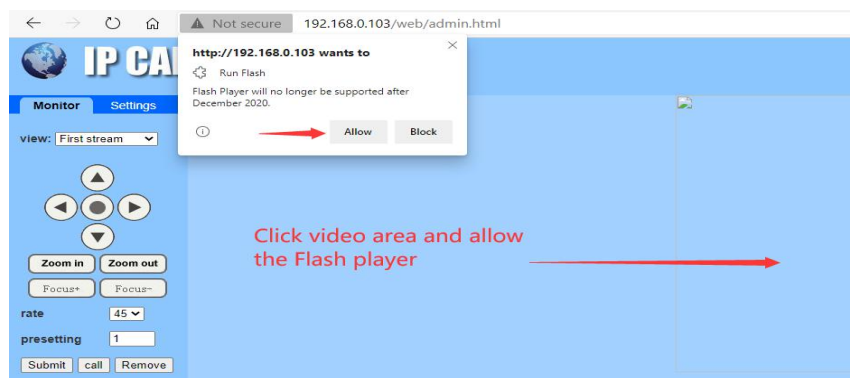 Not secure 192.168.0.103/web/admin.html
IP CA
http://192.168.0.103 wants to
Run Flash
Flash Player will no longer be supported after
December 2020.
Allow Block
Monitor Settings
view: First stream
Zoom in Zoom out
Focus+ Focus-
rate 45
presetting 1
Submit call Remove
Click video area and allow
the Flash player